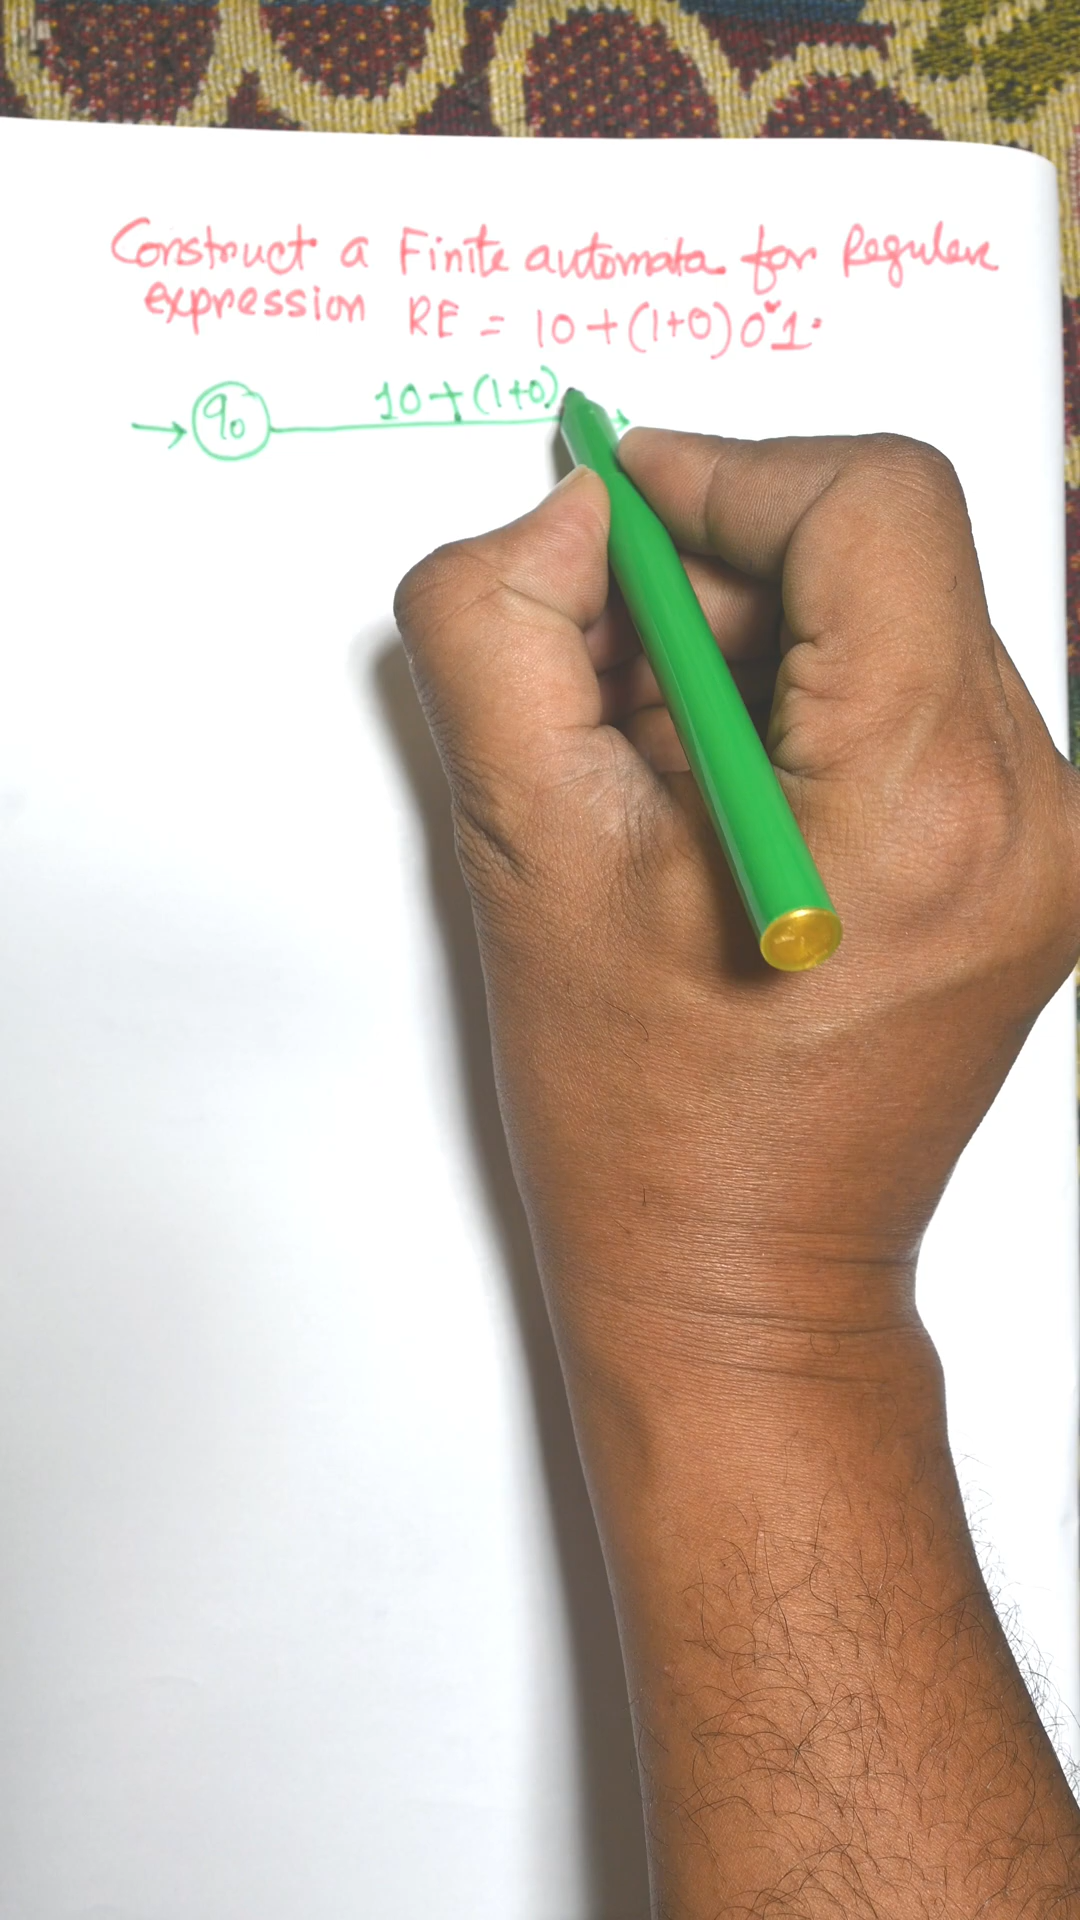 Construct a Finite automata for Regular
expression RE = 10+(1+0)0*1.
q0 10+(1+0)